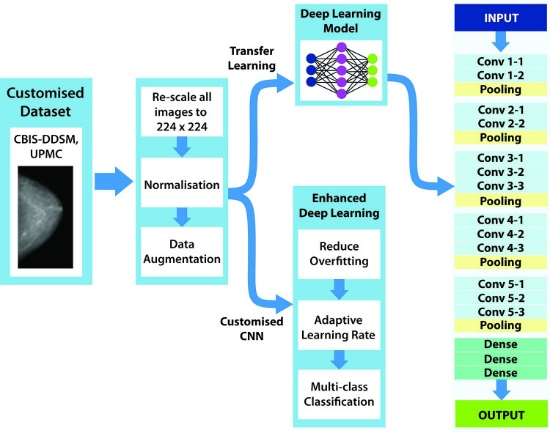 Customised
Dataset
CBIS-DDSM,
UPMC
Re-scale all
images to
224 x 224
Normalisation
Data
Augmentation
Transfer
Learning
Customised
CNN
Deep Learning
Model
Enhanced
Deep Learning
Reduce
Overfitting
Adaptive
Learning Rate
Multi-class
Classification
INPUT
Conv 1-1
Conv 1-2
Pooling
Conv 2-1
Conv 2-2
Pooling
Conv 3-1
Conv 3-2
Conv 3-3
Pooling
Conv 4-1
Conv 4-2
Conv 4-3
Pooling
Conv 5-1
Conv 5-2
Conv 5-3
Pooling
Dense
Dense
Dense
OUTPUT